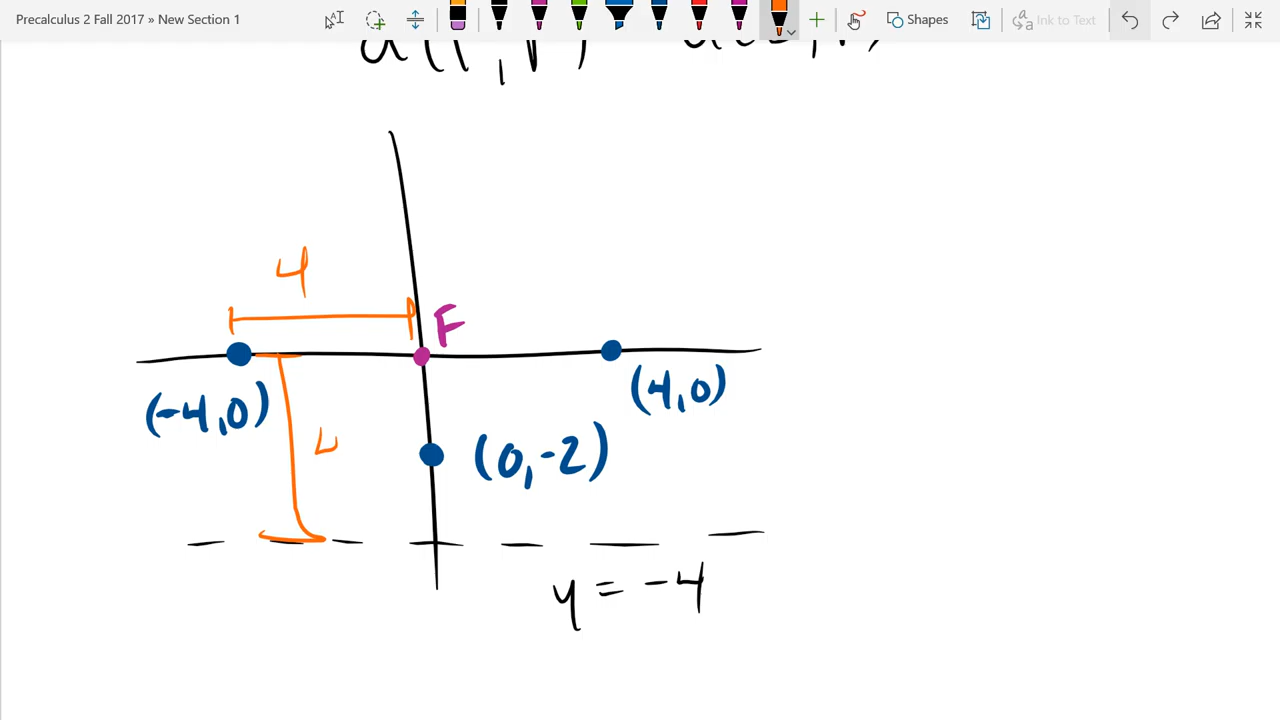 Precalculus 2 Fall 2017 » New Section 1
Shapes
Ink to Text
4
F
(-4,0)
(4,0)
(0,-2)
y = -4